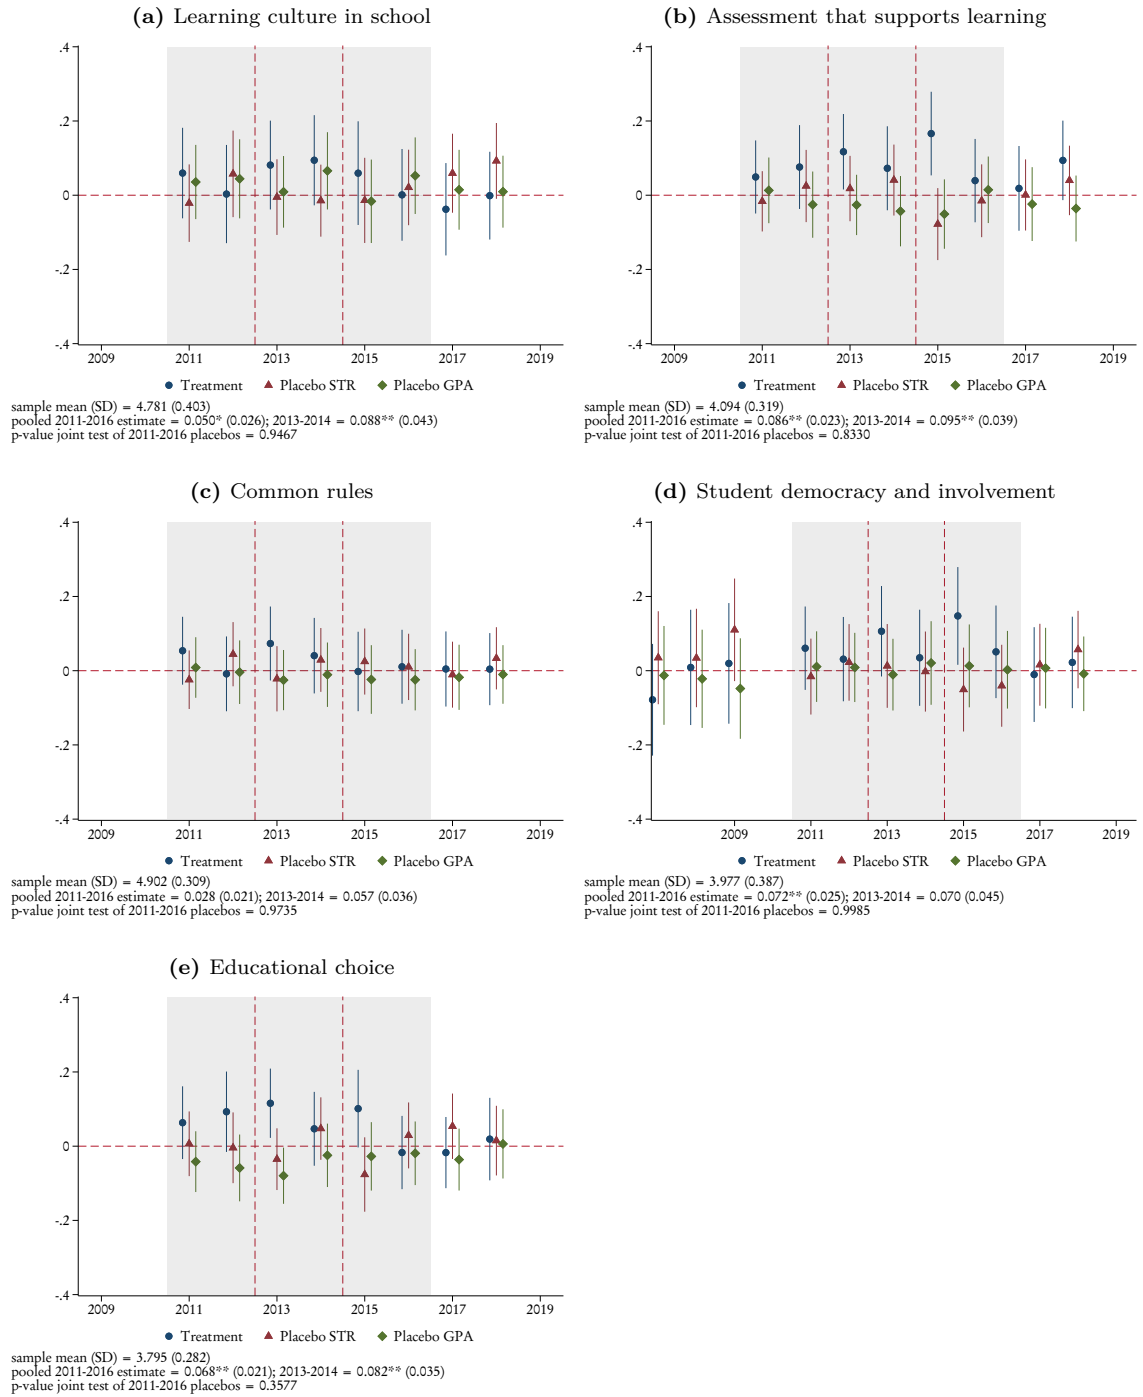 (a) Learning culture in school
.4
.2
0
-.2
-.4
2009 2011 2013 2015 2017 2019
Treatment Placebo STR Placebo GPA
sample mean (SD) = 4.781 (0.403)
pooled 2011-2016 estimate = 0.050* (0.026); 2013-2014 = 0.088** (0.043)
p-value joint test of 2011-2016 placebos = 0.9467
(b) Assessment that supports learning
.4
.2
0
-.2
-.4
2009 2011 2013 2015 2017 2019
Treatment Placebo STR Placebo GPA
sample mean (SD) = 4.094 (0.319)
pooled 2011-2016 estimate = 0.086** (0.023); 2013-2014 = 0.095** (0.039)
p-value joint test of 2011-2016 placebos = 0.8330
(c) Common rules
.4
.2
0
-.2
-.4
2009 2011 2013 2015 2017 2019
Treatment Placebo STR Placebo GPA
sample mean (SD) = 4.902 (0.309)
pooled 2011-2016 estimate = 0.028 (0.021); 2013-2014 = 0.057 (0.036)
p-value joint test of 2011-2016 placebos = 0.9735
(d) Student democracy and involvement
.4
.2
0
-.2
-.4
2009 2011 2013 2015 2017 2019
Treatment Placebo STR Placebo GPA
sample mean (SD) = 3.977 (0.387)
pooled 2011-2016 estimate = 0.072** (0.025); 2013-2014 = 0.070 (0.045)
p-value joint test of 2011-2016 placebos = 0.9985
(e) Educational choice
.4
.2
0
-.2
-.4
2009 2011 2013 2015 2017 2019
Treatment Placebo STR Placebo GPA
sample mean (SD) = 3.795 (0.282)
pooled 2011-2016 estimate = 0.068** (0.021); 2013-2014 = 0.082** (0.035)
p-value joint test of 2011-2016 placebos = 0.3577